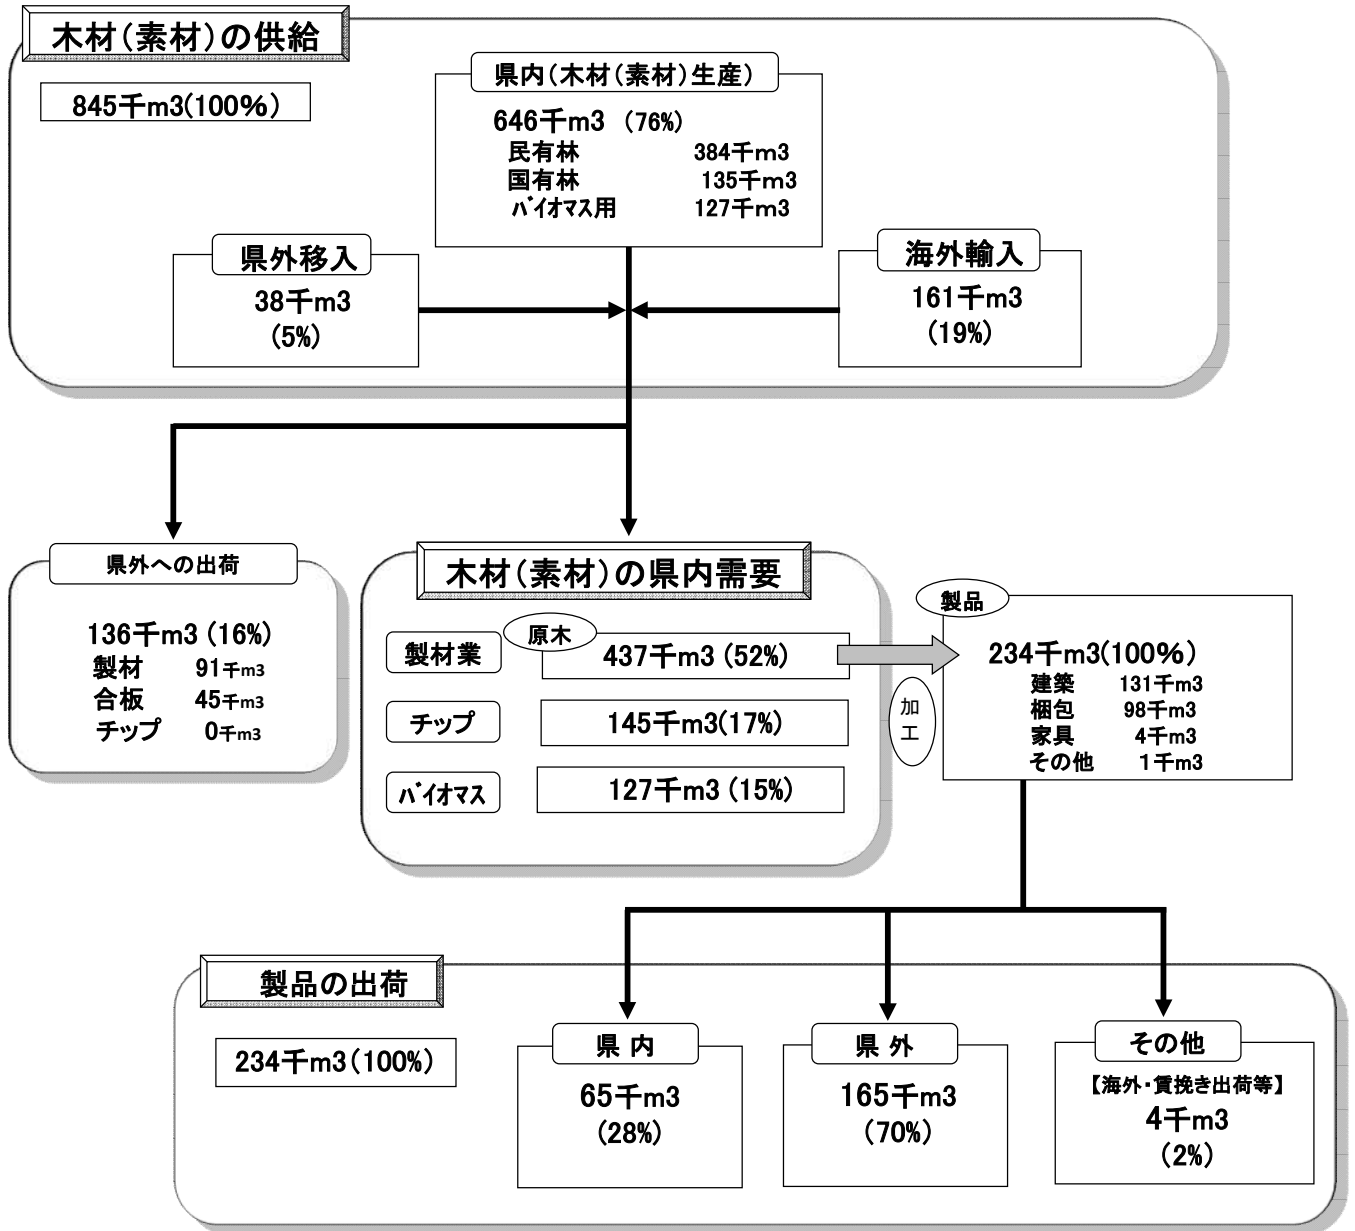 木材(素材)の供給
845千m3(100%)
県内(木材(素材)生産)
646千m3 (76%)
民有林 384千m3
国有林 135千m3
バイオマス用 127千m3
県外移入
38千m3
(5%)
海外輸入
161千m3
(19%)
県外への出荷
136千m3 (16%)
製材 91千m3
合板 45千m3
チップ 0千m3
木材(素材)の県内需要
原木
製材業 437千m3 (52%)
チップ 145千m3(17%)
バイオマス 127千m3 (15%)
加
工
製品
234千m3(100%)
建築 131千m3
梱包 98千m3
家具 4千m3
その他 1千m3
製品の出荷
234千m3(100%)
県内
65千m3
(28%)
県外
165千m3
(70%)
その他
【海外・賃挽き出荷等】
4千m3
(2%)